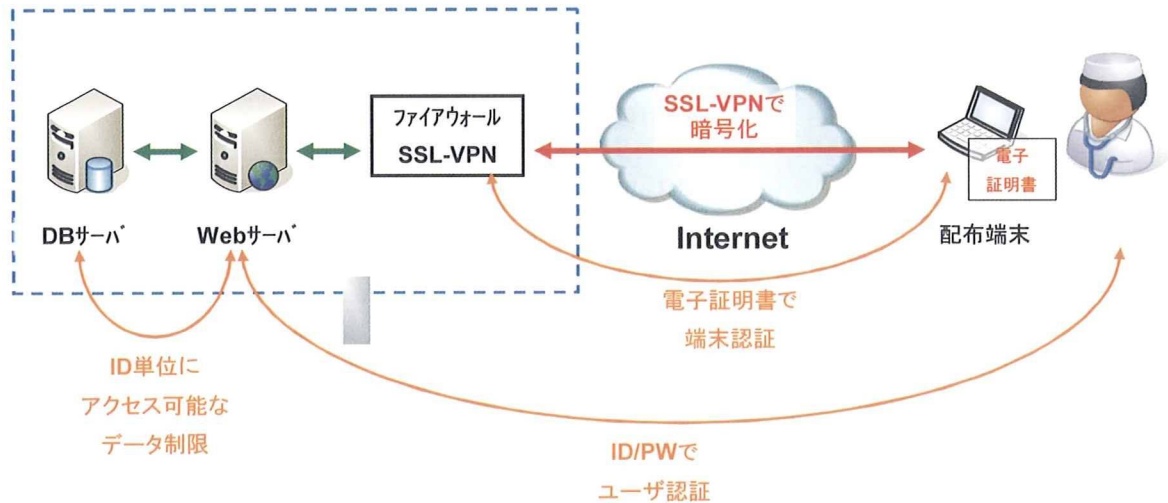 ﾌｧｲｱｳｫｰﾙ
SSL-VPN
SSL-VPNで
暗号化
電子
証明書
DBｻｰﾊﾞ
Webｻｰﾊﾞ
Internet
配布端末
電子証明書で
端末認証
ID単位に
アクセス可能な
データ制限
ID/PWで
ユーザ認証